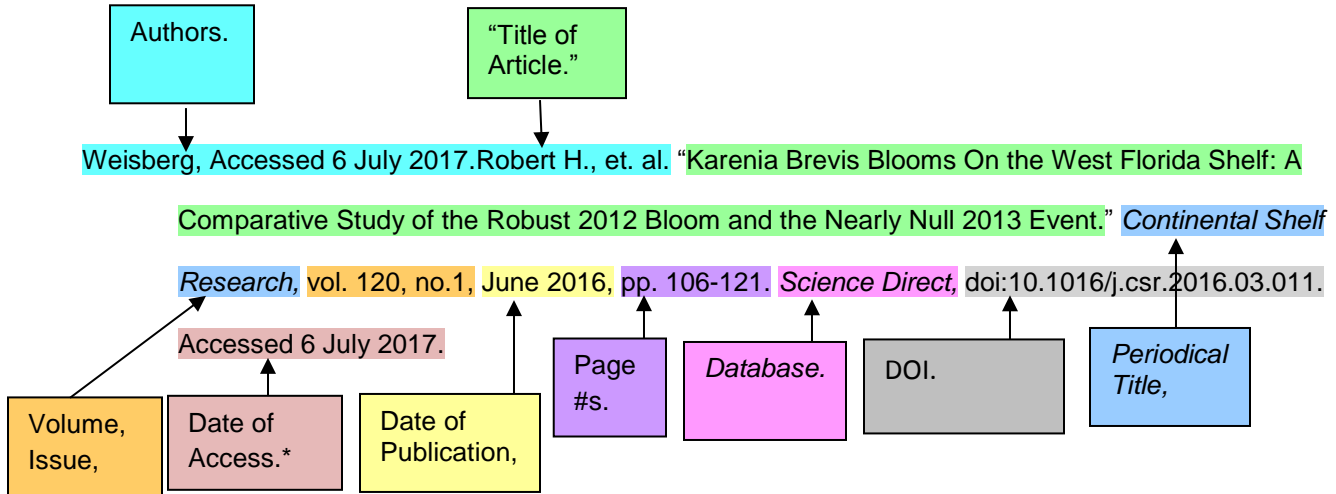 Authors.
“Title of
Article.”
Weisberg, Accessed 6 July 2017.Robert H., et. al. “Karenia Brevis Blooms On the West Florida Shelf: A
Comparative Study of the Robust 2012 Bloom and the Nearly Null 2013 Event.” Continental Shelf
Research, vol. 120, no.1, June 2016, pp. 106-121. Science Direct, doi:10.1016/j.csr.2016.03.011.
Accessed 6 July 2017.
Volume,
Issue,
Date of
Access.*
Date of
Publication,
Page
#s.
Database.
DOI.
Periodical
Title,